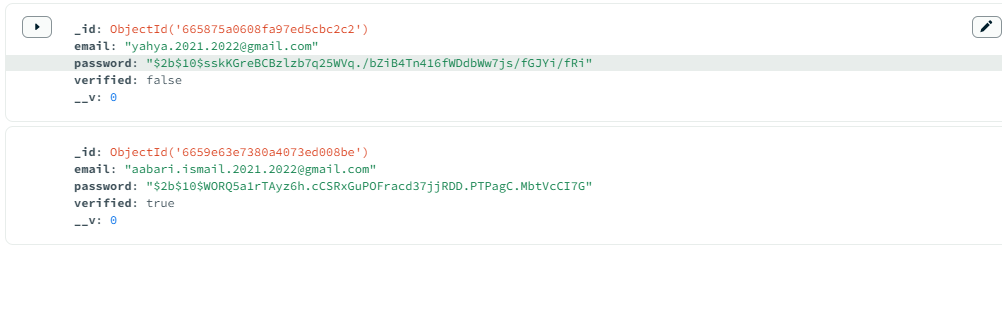 _id: ObjectId('665875a0608fa97ed5cbc2c2')
email: "yahya.2021.2022@gmail.com"
password: "$2b$10$sskKGreBCBzlzb7q25WVq./bZiB4Tn416fWDdbWw7js/fGJYi/fRi"
verified: false
__v: 0
_id: ObjectId('6659e63e7380a4073ed008be')
email: "aabari.ismail.2021.2022@gmail.com"
password: "$2b$10$WORQ5a1rTAyz6h.cCSRxGuPOFracd37jjRDD.PTPagC.MbtVcCI7G"
verified: true
__v: 0